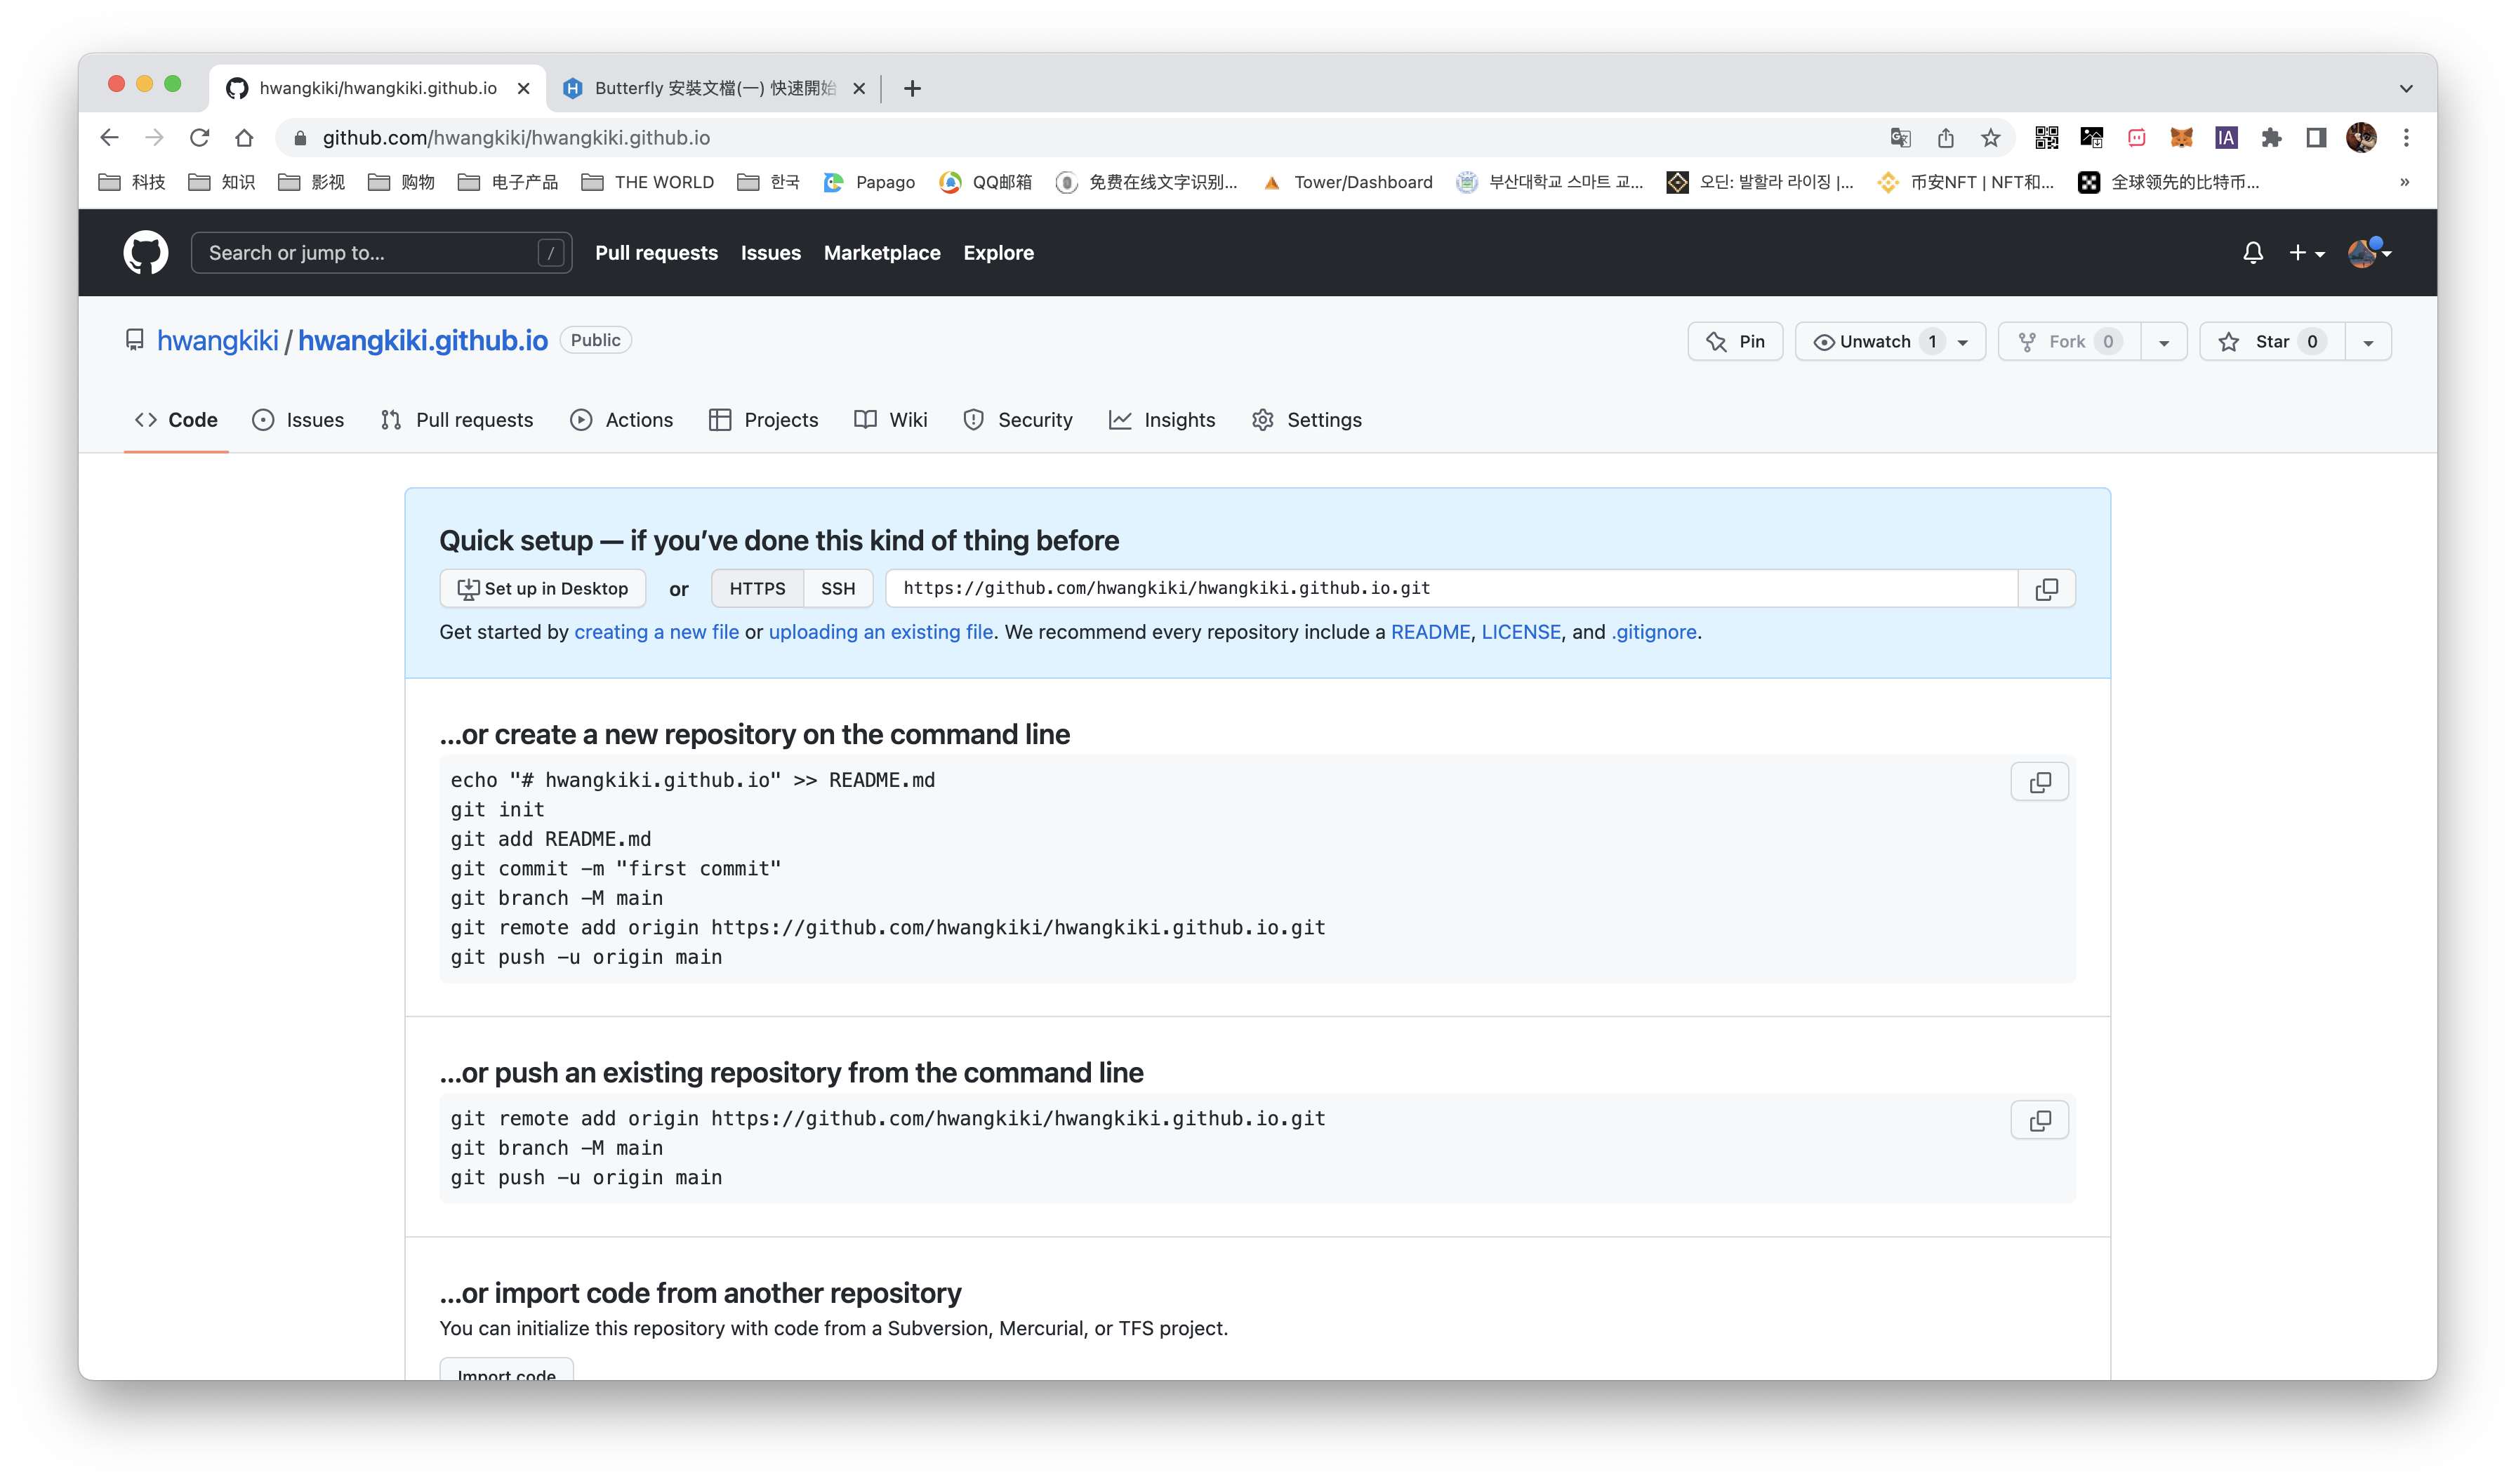 hwangkiki/hwangkiki.github.io
Butterfly 安裝文檔(一) 快速開始
github.com/hwangkiki/hwangkiki.github.io
科技 知识 影视 购物 电子产品 THE WORLD 한국 Papago QQ邮箱 免费在线文字识别... Tower/Dashboard 부산대학교 스마트 교... 오딘: 발할라 라이징 |... 币安NFT | NFT和... 全球领先的比特币... »
Search or jump to... / Pull requests Issues Marketplace Explore
hwangkiki / hwangkiki.github.io Public Pin Unwatch 1 Fork 0 Star 0
Code Issues Pull requests Actions Projects Wiki Security Insights Settings
Quick setup — if you’ve done this kind of thing before
Set up in Desktop or HTTPS SSH https://github.com/hwangkiki/hwangkiki.github.io.git
Get started by creating a new file or uploading an existing file. We recommend every repository include a README, LICENSE, and .gitignore.
…or create a new repository on the command line
echo "# hwangkiki.github.io" >> README.md
git init
git add README.md
git commit -m "first commit"
git branch -M main
git remote add origin https://github.com/hwangkiki/hwangkiki.github.io.git
git push -u origin main
…or push an existing repository from the command line
git remote add origin https://github.com/hwangkiki/hwangkiki.github.io.git
git branch -M main
git push -u origin main
…or import code from another repository
You can initialize this repository with code from a Subversion, Mercurial, or TFS project.
Import code